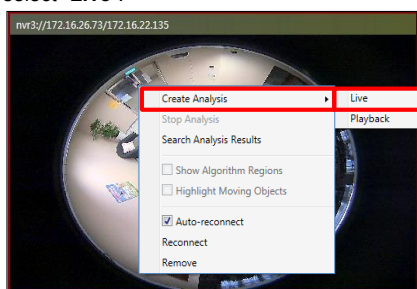 nvr3://172.16.26.73/172.16.22.135
Create Analysis
Live
Stop Analysis
Playback
Search Analysis Results
Show Algorithm Regions
Highlight Moving Objects
Auto-reconnect
Reconnect
Remove